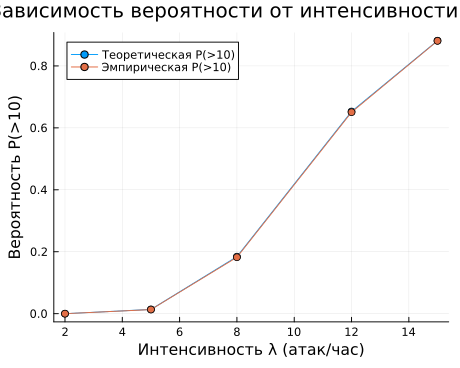 Зависимость вероятности от интенсивности
Теоретическая P(>10)
Эмпирическая P(>10)
Вероятность P(>10)
0.8
0.6
0.4
0.2
0.0
2 4 6 8 10 12 14
Интенсивность λ (атак/час)